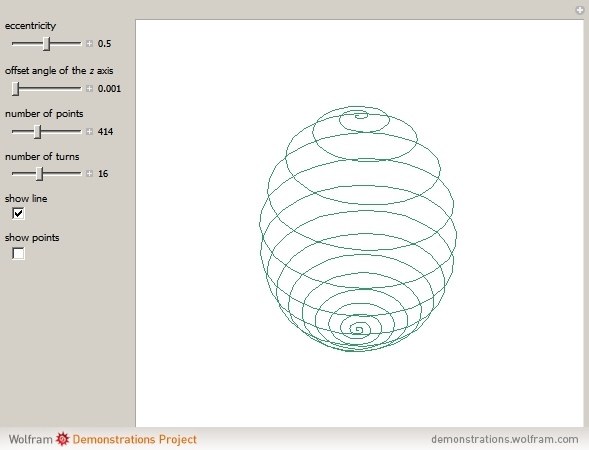 eccentricity
0.5
offset angle of the z axis
0.001
number of points
414
number of turns
16
show line
show points
Wolfram Demonstrations Project
demonstrations.wolfram.com